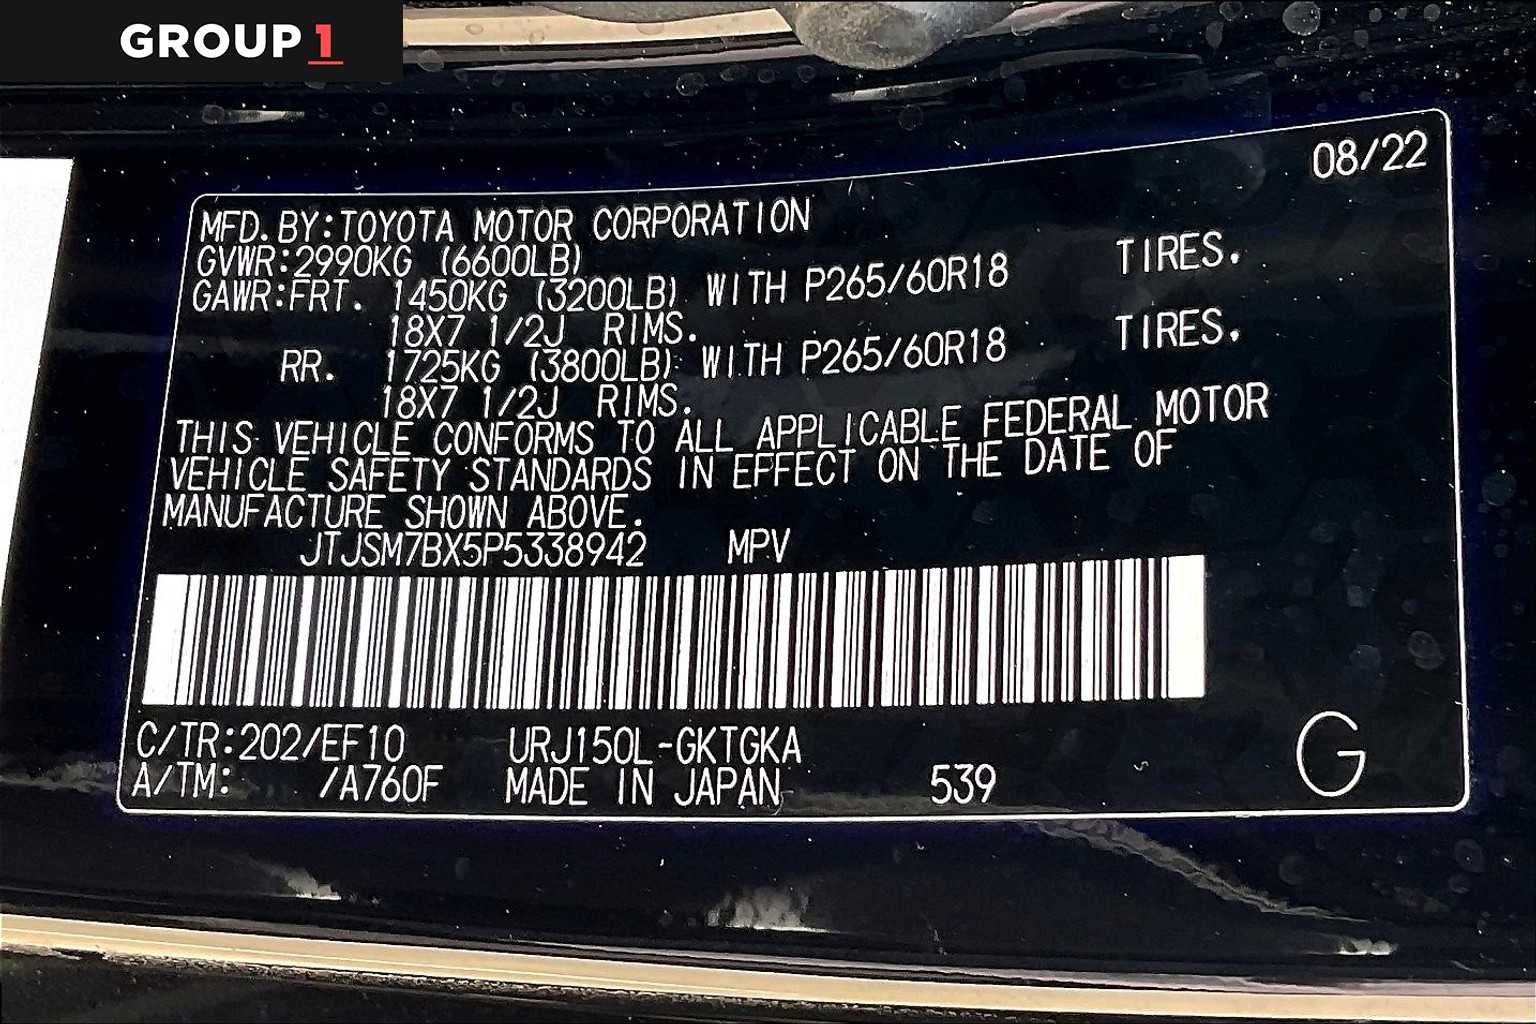 GROUP 1
08/22
MFD.BY:TOYOTA MOTOR CORPORATION
GVWR:2990KG (6600LB)
GAWR:FRT. 1450KG (3200LB) WITH P265/60R18 TIRES.
18X7 1/2J RIMS.
RR. 1725KG (3800LB) WITH P265/60R18 TIRES.
18X7 1/2J RIMS.
THIS VEHICLE CONFORMS TO ALL APPLICABLE FEDERAL MOTOR
VEHICLE SAFETY STANDARDS IN EFFECT ON THE DATE OF
MANUFACTURE SHOWN ABOVE.
JTJSM7BX5P5338942 MPV
C/TR:202/EF10 URJ150L-GKTGKA
A/TM: /A760F MADE IN JAPAN 539
G